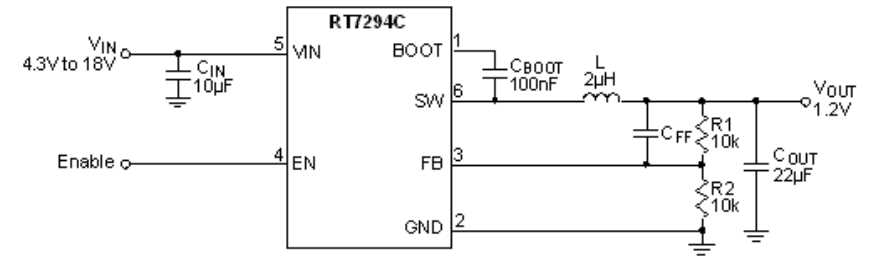 RT7294C
VIN
4.3V to 18V
5
VIN
CIN
10µF
Enable
4
EN
BOOT
1
CBOOT
100nF
SW
6
L
2µH
VOUT
1.2V
CFF
R1
10k
COUT
22µF
FB
3
R2
10k
GND
2